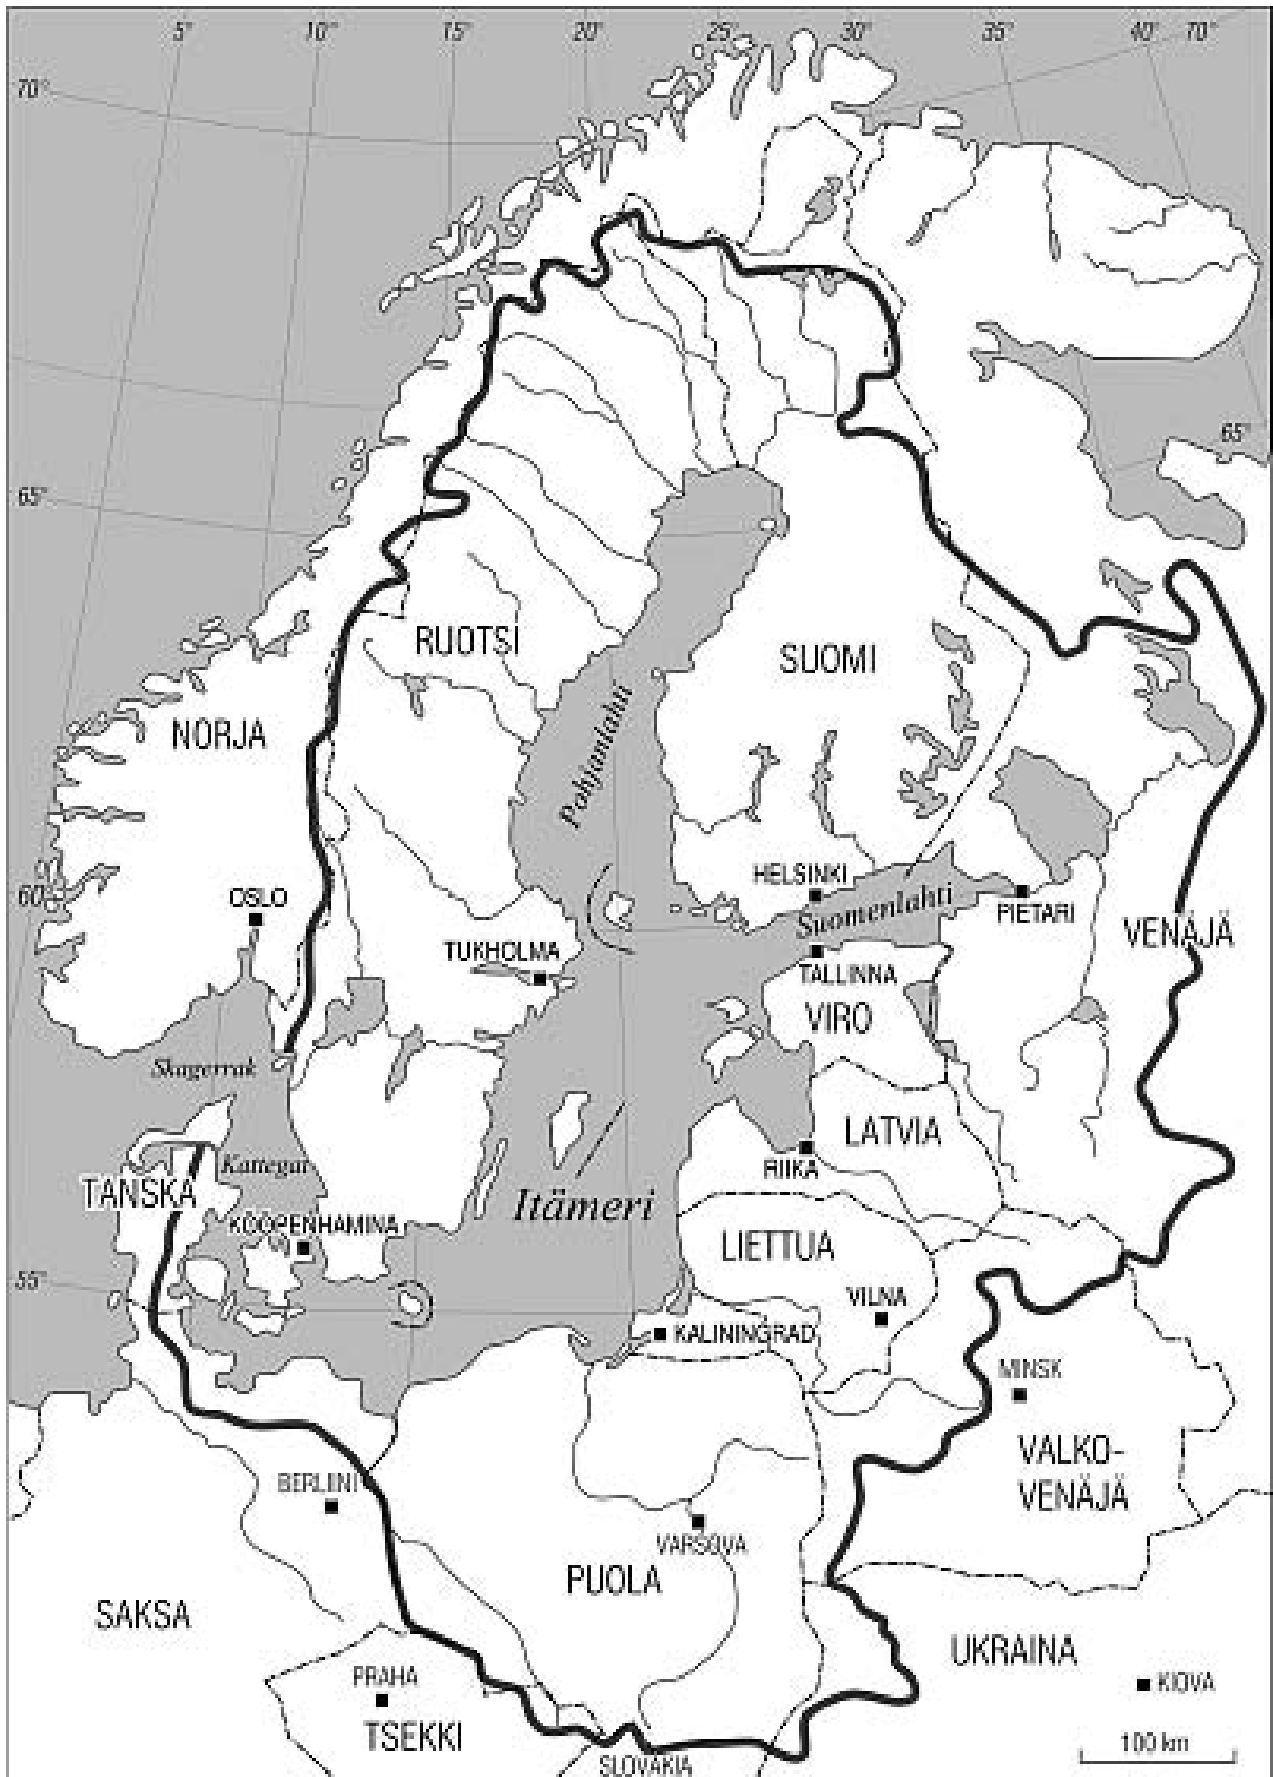 5°
10°
15°
20°
25°
30°
35°
40°
70°
70°
65°
65°
RUOTSI
SUOMI
NORJA
Pohjanlahti
60
OSLO
HELSINKI
Suomenlahti
PIETARI
VENÄJÄ
TUKHOLMA
TALLINNA
VIRO
Skagerrak
LATVIA
RIIKA
Kattegat
TANSKA
Itämeri
KÖÖPENHAMINA
LIETTUA
55°
VILNA
KALININGRAD
MINSK
VALKO-
VENÄJÄ
BERLIINI
VARSOVA
PUOLA
SAKSA
UKRAINA
PRAHA
KIOVA
TSEKKI
100 km
SLOVAKIA